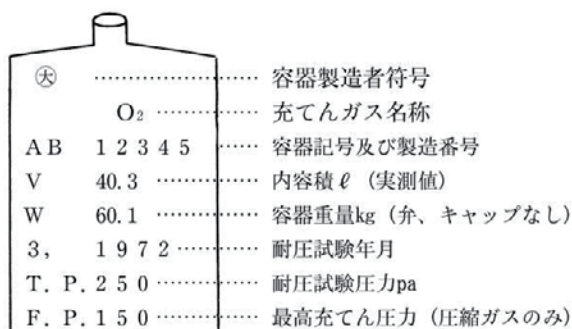 ㊛大 ………………… 容器製造者符号
O₂ ………… 充てんガス名称
AB 12345 …… 容器記号及び製造番号
V 40.3 ………… 内容積ℓ（実測値）
W 60.1 ………… 容器重量kg（弁、キャップなし）
3, 1972 ……… 耐圧試験年月
T. P. 250 ………… 耐圧試験圧力pa
F. P. 150 ………… 最高充てん圧力（圧縮ガスのみ）